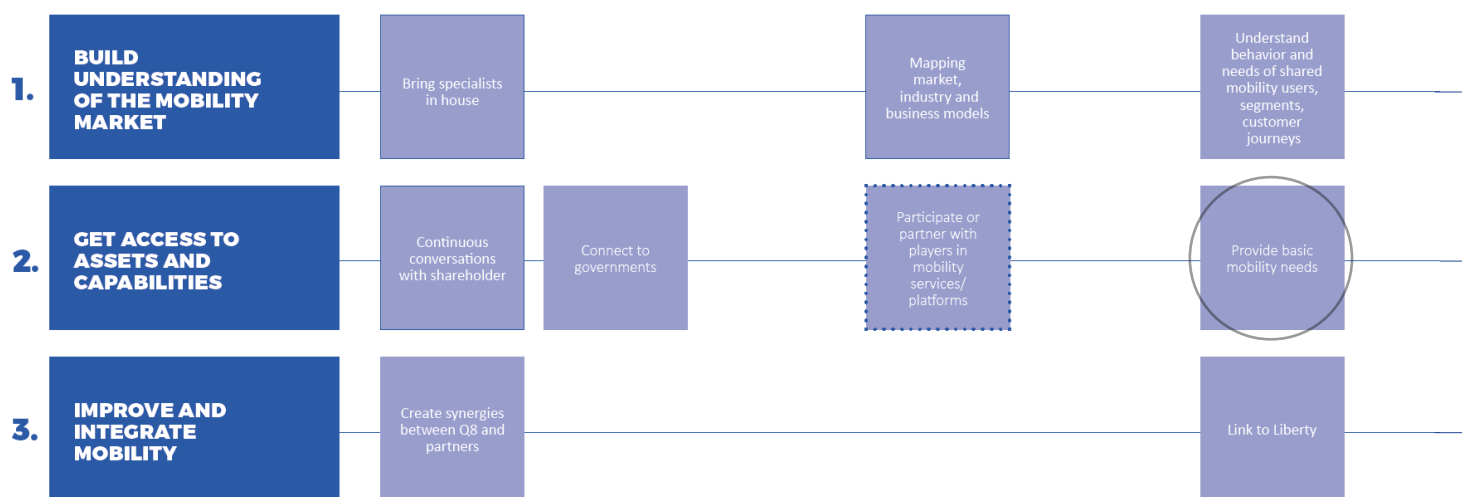 1.
BUILD
UNDERSTANDING
OF THE MOBILITY
MARKET
Bring specialists
in house
Mapping
market,
industry and
business models
Understand
behavior and
needs of shared
mobility users,
segments,
customer
journeys
2.
GET ACCESS TO
ASSETS AND
CAPABILITIES
Continuous
conversations
with shareholder
Connect to
governments
Participate or
partner with
players in
mobility
services/
platforms
Provide basic
mobility needs
3.
IMPROVE AND
INTEGRATE
MOBILITY
Create synergies
between Q8 and
partners
Link to Liberty